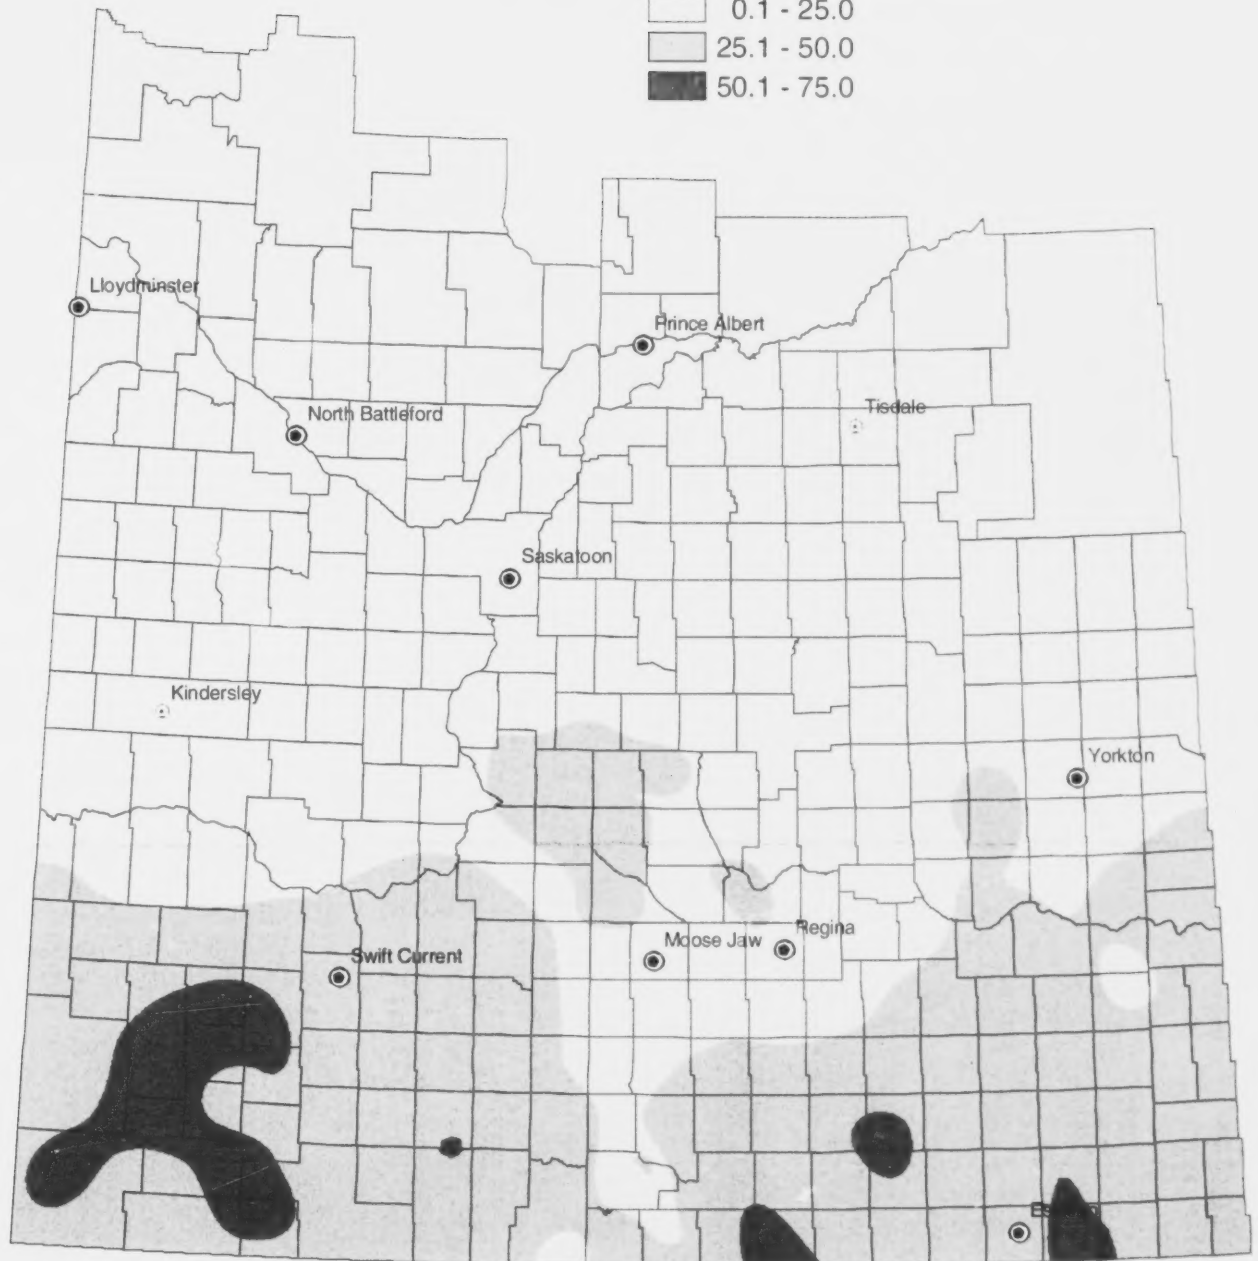 0.1 - 25.0
25.1 - 50.0
50.1 - 75.0
Lloydminster
Prince Albert
North Battleford
Tisdale
Saskatoon
Kindersley
Yorkton
Regina
Moose Jaw
Swift Current